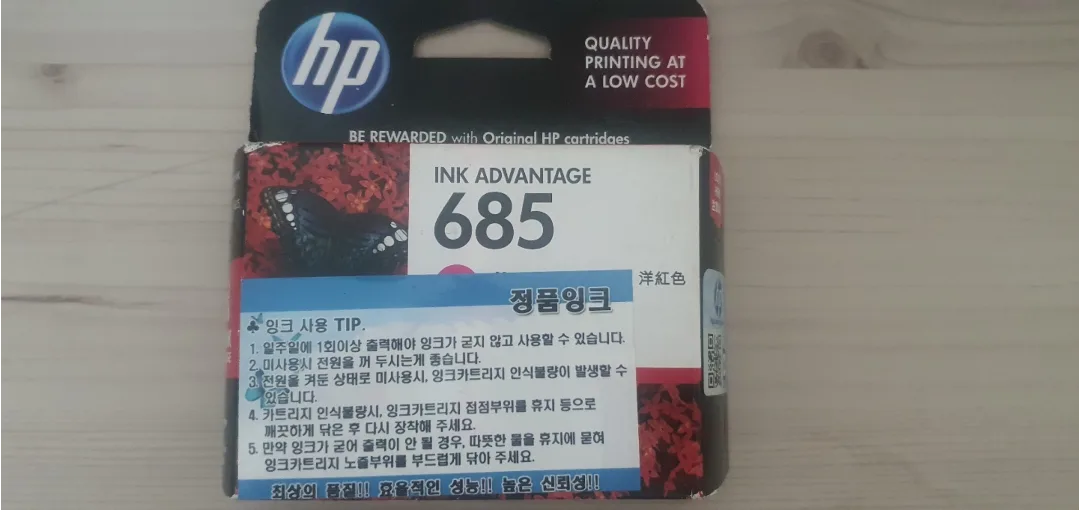 hp
QUALITY
PRINTING AT
A LOW COST
BE REWARDED with Original HP cartridges
INK ADVANTAGE
685
洋紅色
정품잉크
잉크 사용 TIP.
1. 일주일에 1회이상 출력해야 잉크가 굳지 않고 사용할 수 있습니다.
2. 미사용시 전원을 꺼 두시는게 좋습니다.
3. 전원을 켜둔 상태로 미사용시, 잉크카트리지 인식불량이 발생할 수
있습니다.
4. 카트리지 인식불량시, 잉크카트리지 접점부위를 휴지 등으로
깨끗하게 닦은 후 다시 장착해 주세요.
5. 만약 잉크가 굳어 출력이 안 될 경우, 따뜻한 물을 휴지에 묻혀
잉크카트리지 노즐부위를 부드럽게 닦아 주세요.
최상의 품질!! 효율적인 성능!! 높은 신뢰성!!